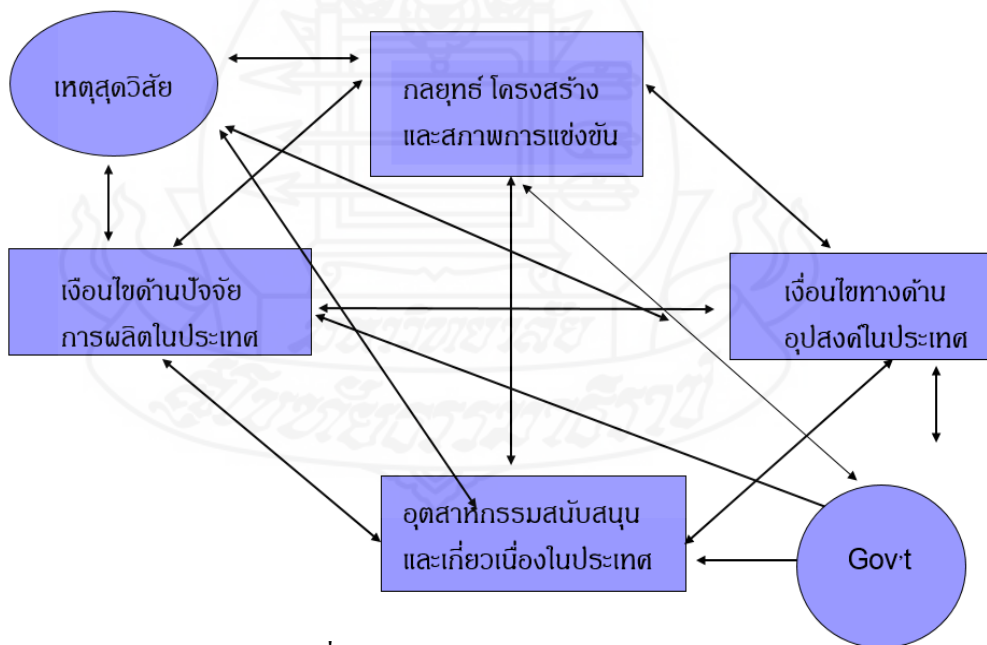 เหตุสุดวิสัย
กลยุทธ์ โครงสร้าง
และสภาพการแข่งขัน
เงือนไขด้านปัจจัย
การผลิตในประเทศ
เงื่อนไขทางด้าน
อุปสงค์ในประเทศ
อุตสาหกรรมสนับสนุน
และเกี่ยวเนื่องในประเทศ
Gov't